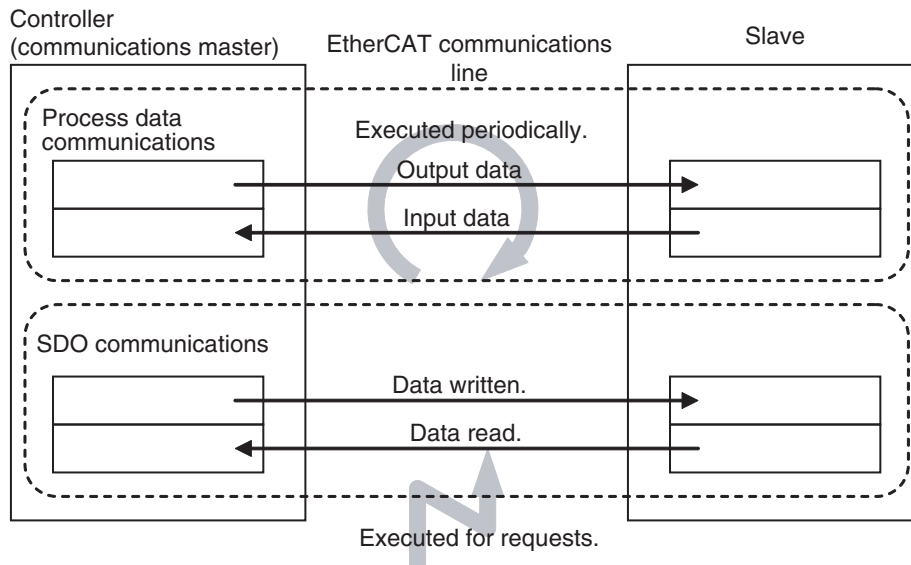 Controller
(communications master)
EtherCAT communications
line
Slave
Process data
communications
Executed periodically.
Output data
Input data
SDO communications
Data written.
Data read.
Executed for requests.